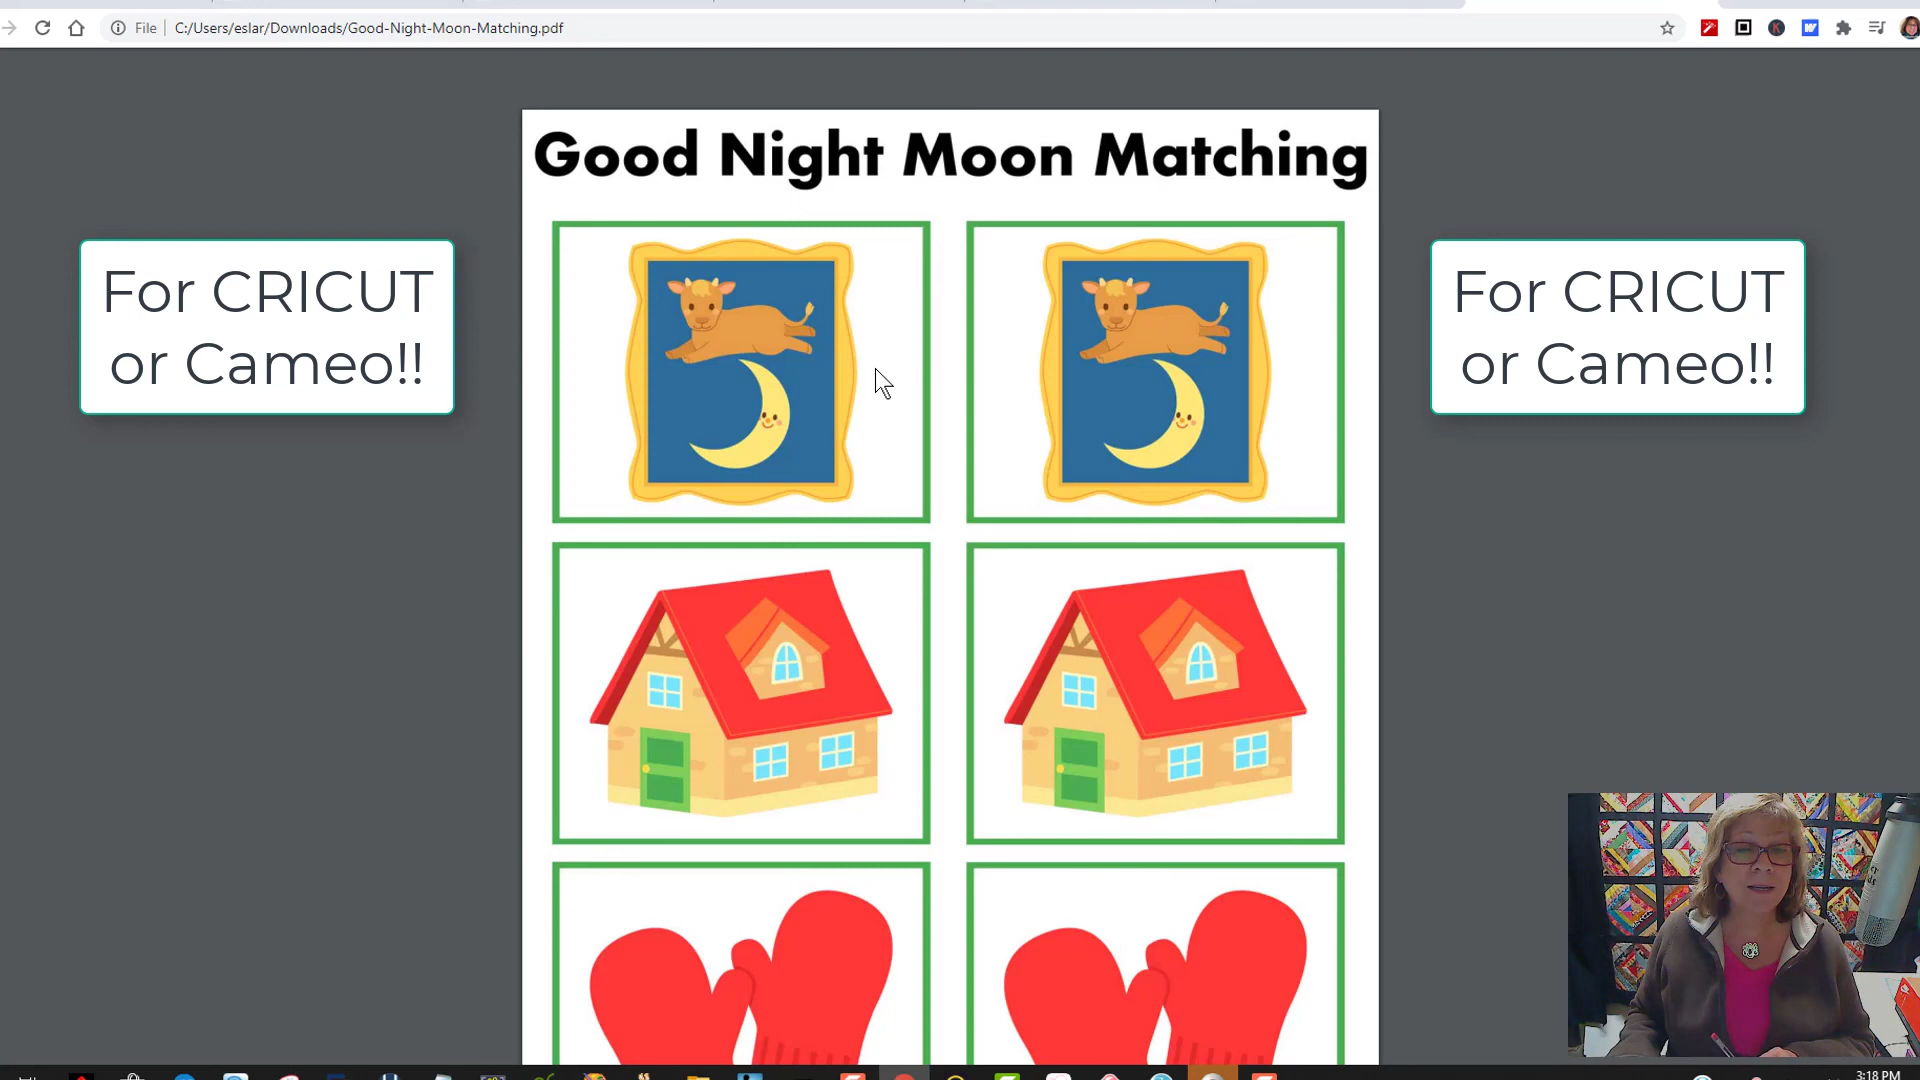 File
C:/Users/eslar/Downloads/Good-Night-Moon-Matching.pdf
Good Night Moon Matching
For CRICUT
or Cameo!!
For CRICUT
or Cameo!!
3:18 PM